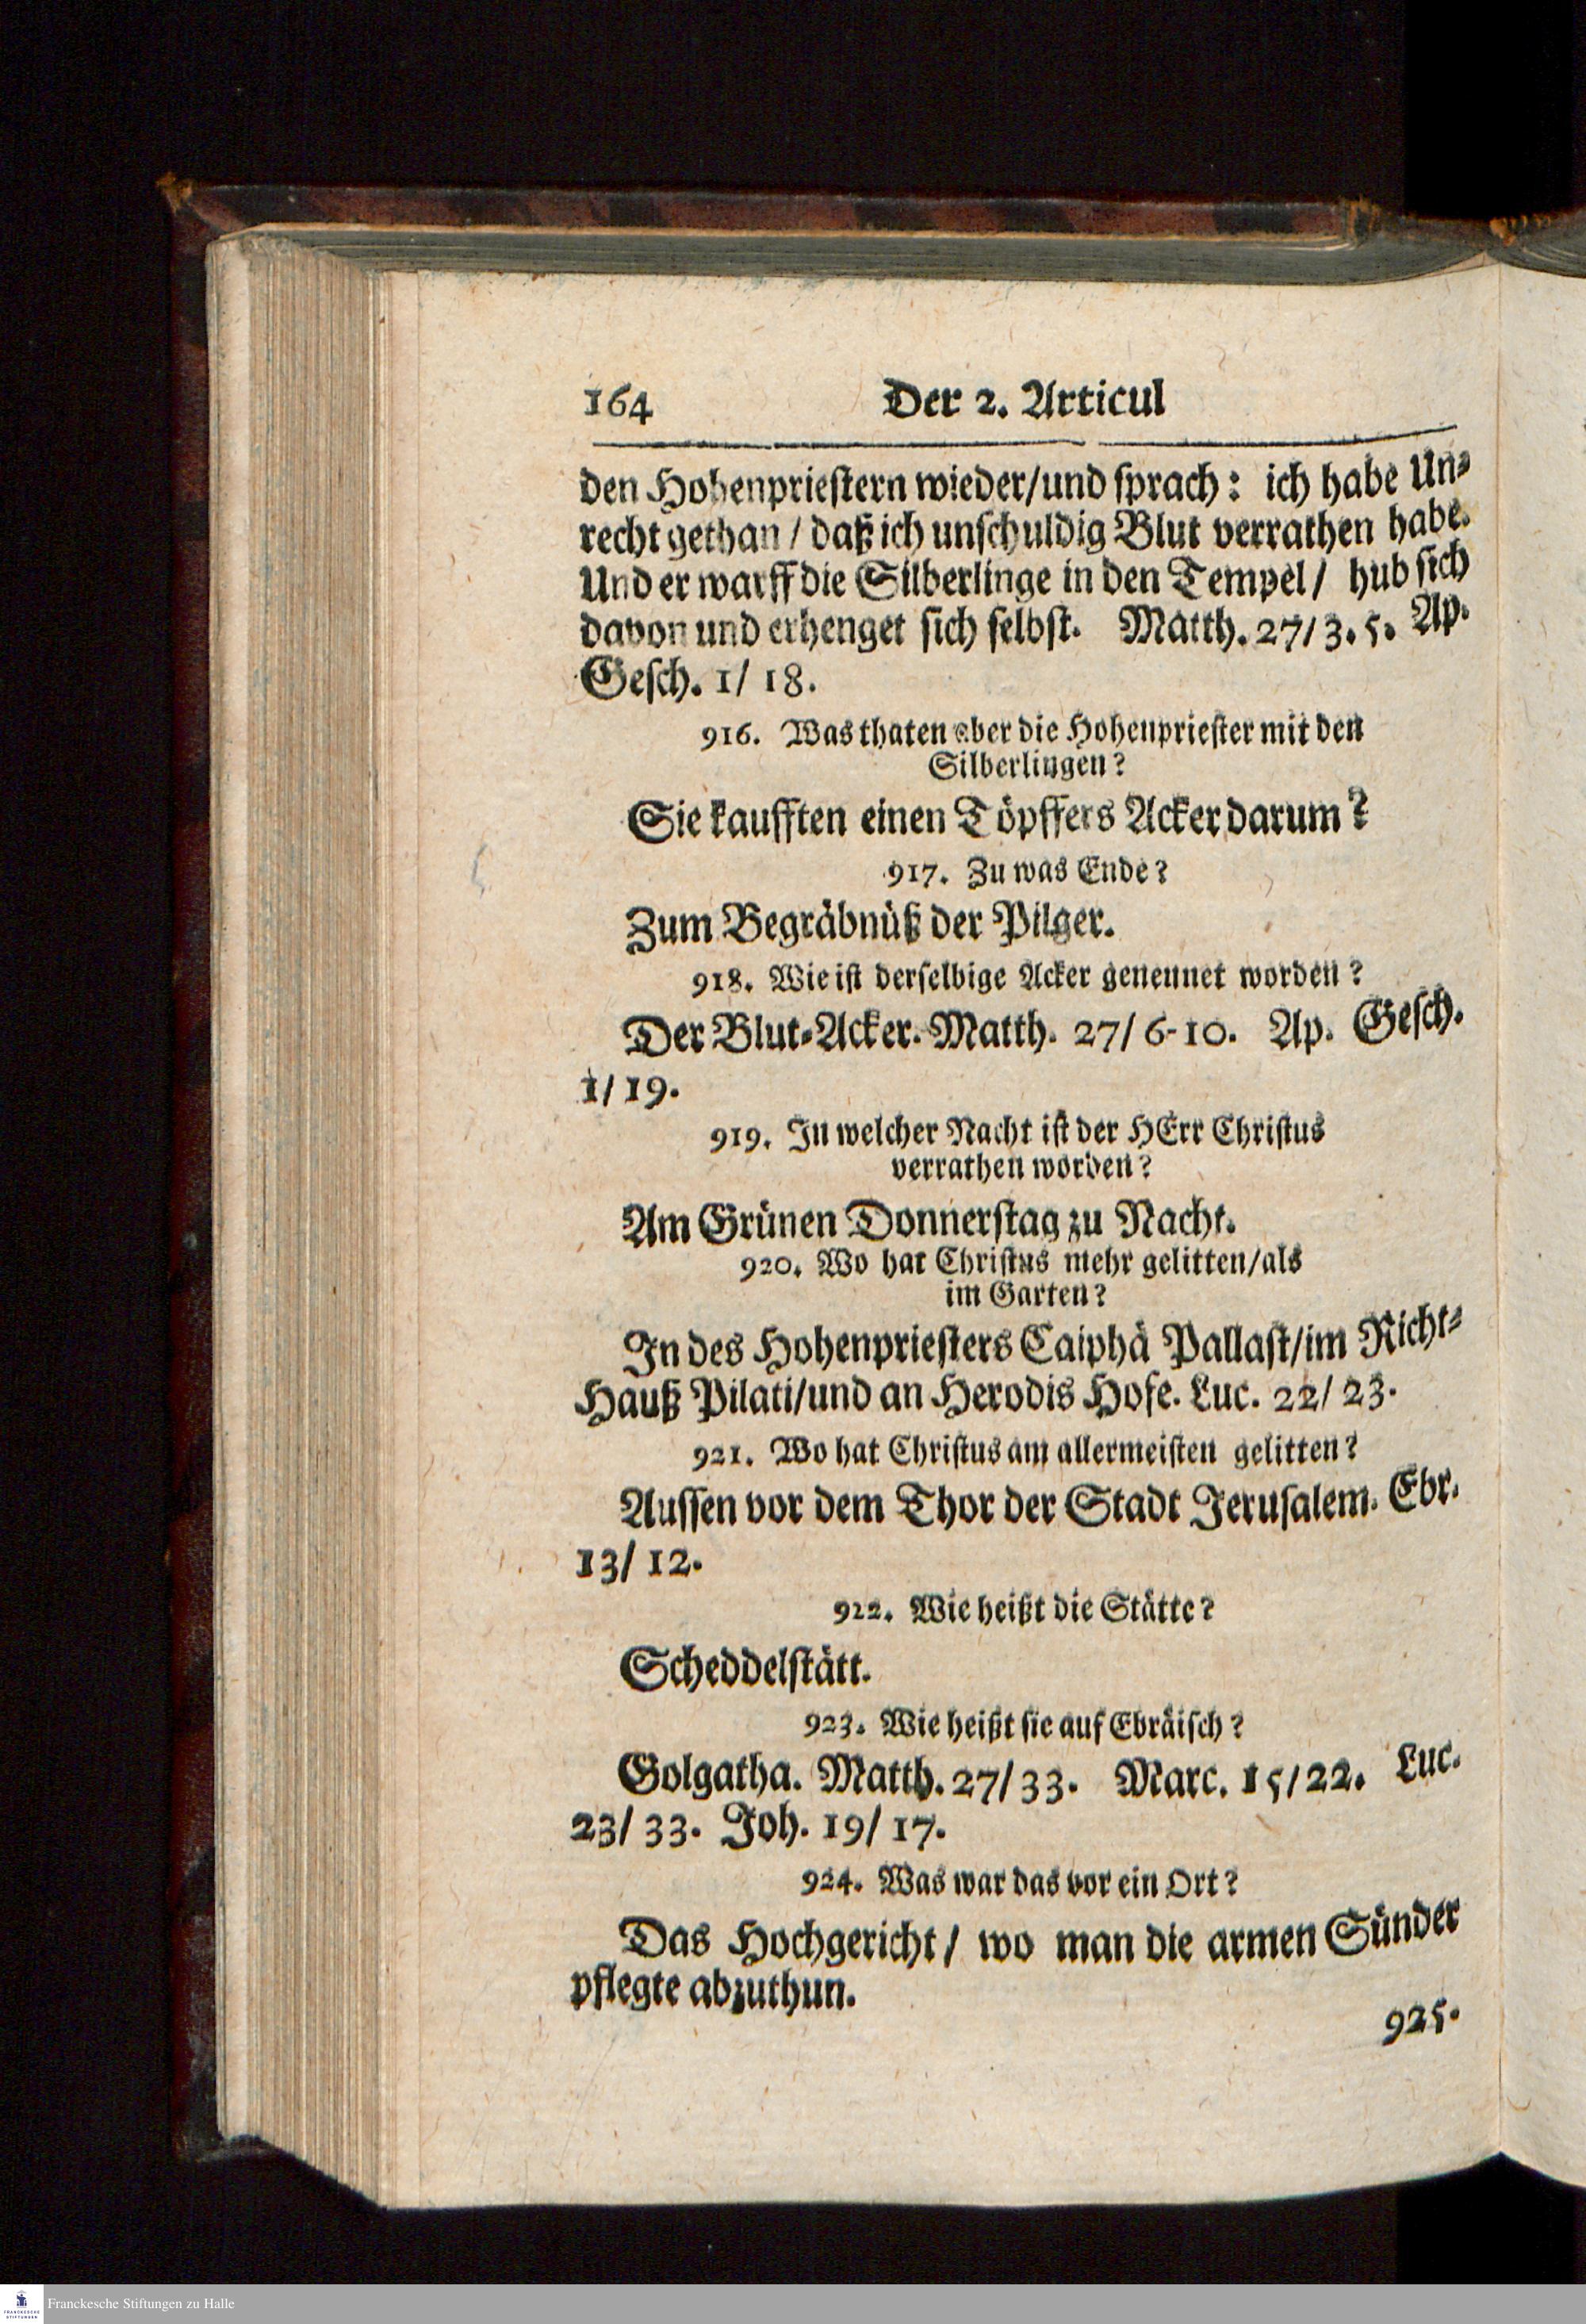 164 Der 2. Articul
den Hohenpriestern wieder/und sprach: ich habe Un-
recht gethan / daß ich unschuldig Blut verrathen habe.
Und er warff die Silberlinge in den Tempel / hub sich
davon und erhenget sich selbst. Matth. 27/3.5. Ap.
Gesch. 1/ 18.
916. Was thaten aber die Hohenpriester mit den
Silberlingen?
Sie kaufften einen Töpffers Acker darum?
917. Zu was Ende?
Zum Begräbnüß der Pilger.
918. Wie ist derselbige Acker genennet worden?
Der Blut-Acker. Matth. 27/ 6-10. Ap. Gesch.
1/19.
919. In welcher Nacht ist der HErr Christus
verrathen worden?
Am Grünen Donnerstag zu Nacht.
920. Wo hat Christus mehr gelitten/als
im Garten?
In des Hohenpriesters Caiphä Pallast/im Richt-
Hauß Pilati/und an Herodis Hofe. Luc. 22/ 23.
921. Wo hat Christus am allermeisten gelitten?
Aussen vor dem Thor der Stadt Jerusalem. Ebr.
13/ 12.
922. Wie heißt die Stätte?
Scheddelstätt.
923. Wie heißt sie auf Ebräisch?
Golgatha. Matth. 27/33. Marc. 15/22. Luc.
23/ 33. Joh. 19/ 17.
924. Was war das vor ein Ort?
Das Hochgericht / wo man die armen Sünder
pflegte abzuthun.
925.
Franckesche Stiftungen zu Halle